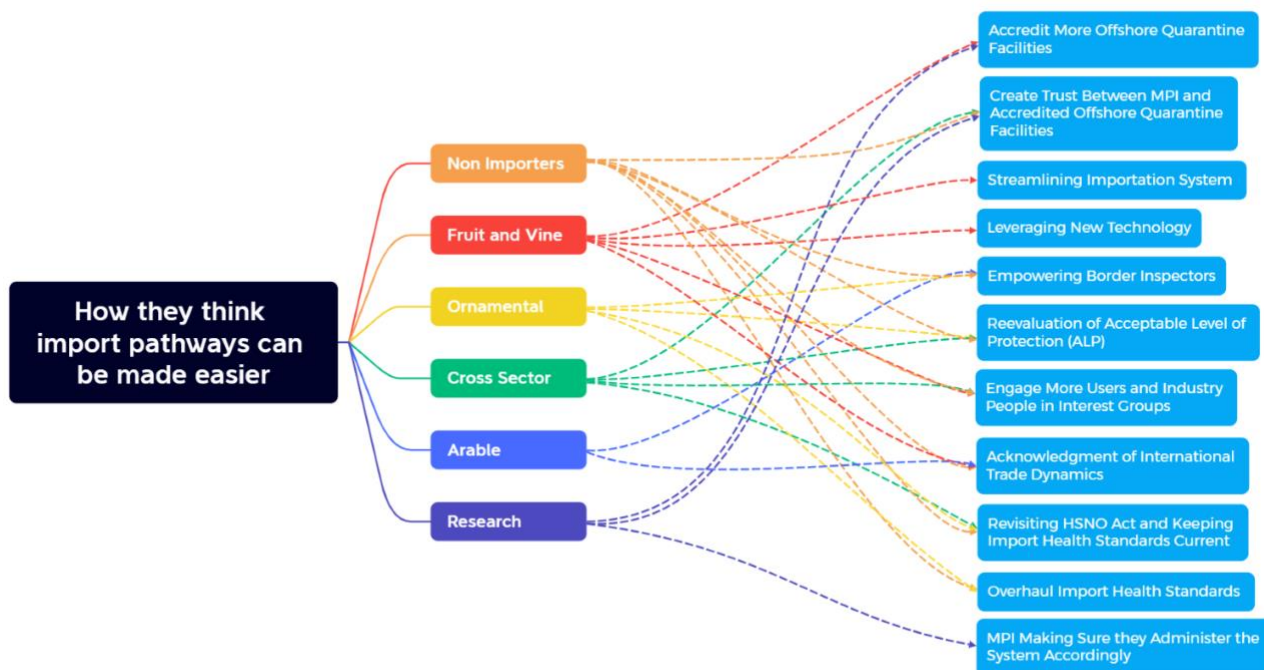 How they think
import pathways can
be made easier
Non Importers
Fruit and Vine
Ornamental
Cross Sector
Arable
Research
Accredit More Offshore Quarantine
Facilities
Create Trust Between MPI and
Accredited Offshore Quarantine
Facilities
Streamlining Importation System
Leveraging New Technology
Empowering Border Inspectors
Reevaluation of Acceptable Level of
Protection (ALP)
Engage More Users and Industry
People in Interest Groups
Acknowledgment of International
Trade Dynamics
Revisiting HSNO Act and Keeping
Import Health Standards Current
Overhaul Import Health Standards
MPI Making Sure they Administer the
System Accordingly